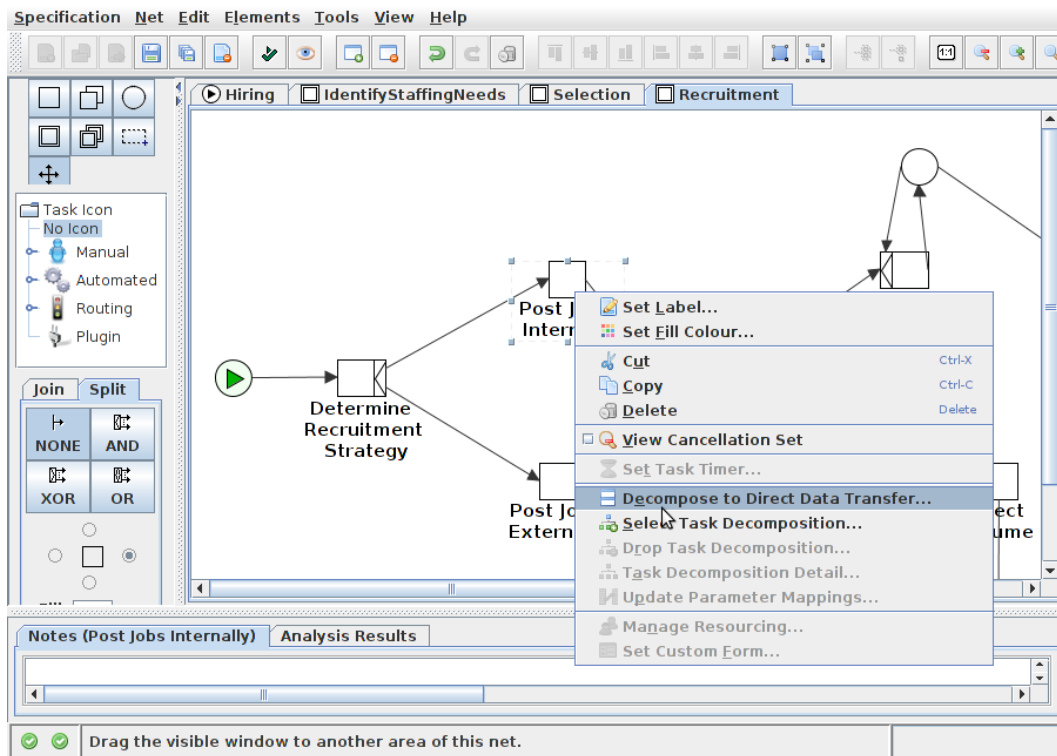 Specification Net Edit Elements Tools View Help
1:1
Hiring IdentifyStaffingNeeds Selection Recruitment
Task Icon
No Icon
Manual
Automated
Routing
Plugin
Join Split
NONE AND
XOR OR
Determine
Recruitment
Strategy
Post J
Inter
Post Jo
Extern
ect
ume
Set Label...
Set Fill Colour...
Cut Ctrl-X
Copy Ctrl-C
Delete Delete
View Cancellation Set
Set Task Timer...
Decompose to Direct Data Transfer...
Select Task Decomposition...
Drop Task Decomposition...
Task Decomposition Detail...
Update Parameter Mappings...
Manage Resourcing...
Set Custom Form...
Notes (Post Jobs Internally) Analysis Results
Drag the visible window to another area of this net.